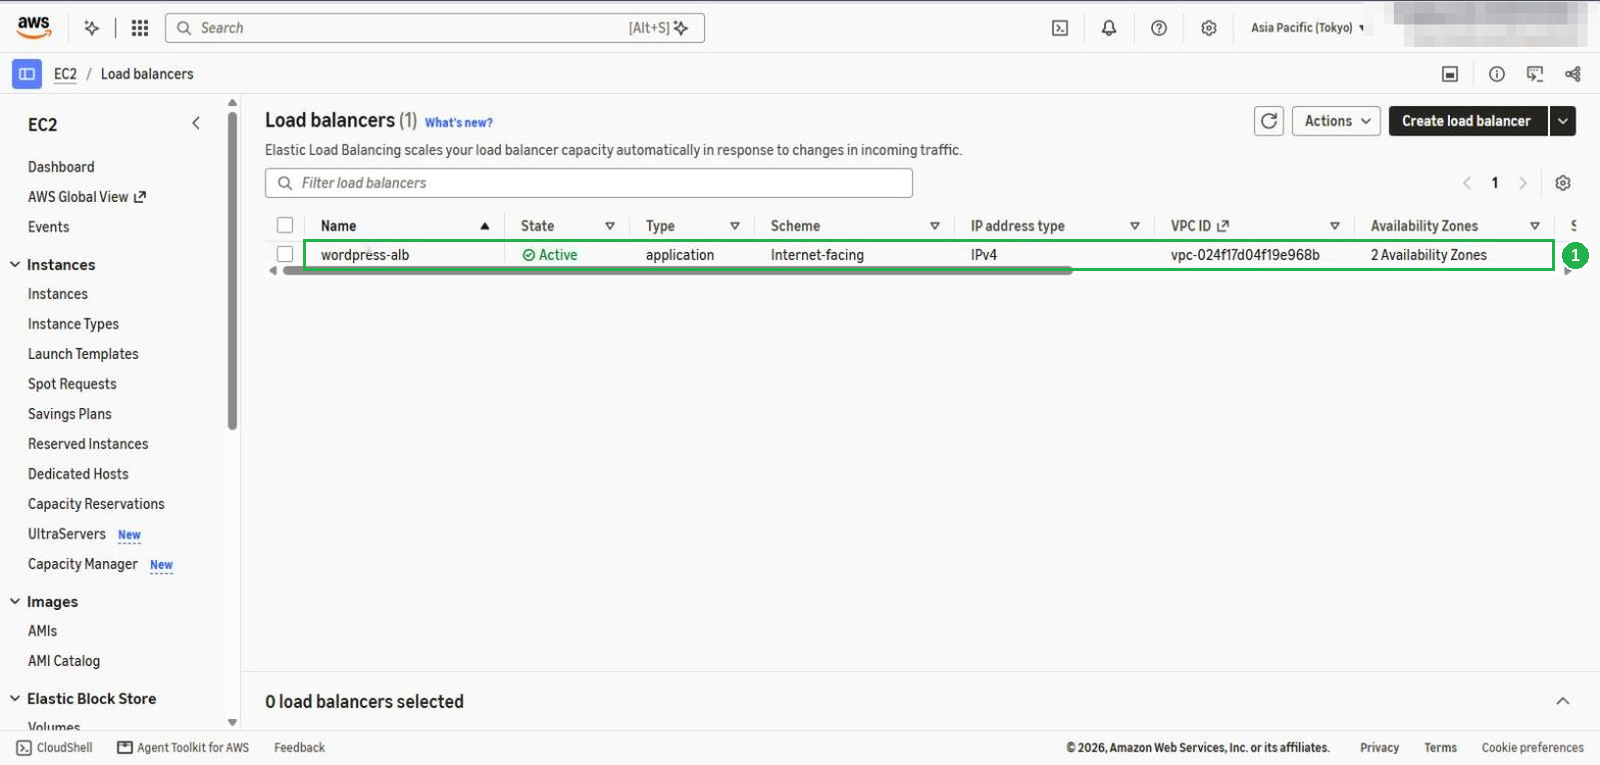 aws
Search [Alt+S]
Asia Pacific (Tokyo)
EC2 / Load balancers
EC2
Dashboard
AWS Global View
Events
Instances
Instances
Instance Types
Launch Templates
Spot Requests
Savings Plans
Reserved Instances
Dedicated Hosts
Capacity Reservations
UltraServers New
Capacity Manager New
Images
AMIs
AMI Catalog
Elastic Block Store
Volumes
Load balancers (1) What's new?
Actions
Create load balancer
Elastic Load Balancing scales your load balancer capacity automatically in response to changes in incoming traffic.
Filter load balancers
1
Name State Type Scheme IP address type VPC ID Availability Zones S
wordpress-alb Active application Internet-facing IPv4 vpc-024f17d04f19e968b 2 Availability Zones 1
0 load balancers selected
CloudShell Agent Toolkit for AWS Feedback © 2026, Amazon Web Services, Inc. or its affiliates. Privacy Terms Cookie preferences